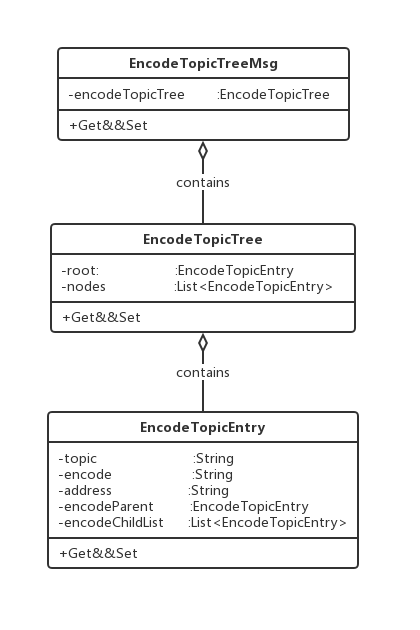 EncodeTopicTreeMsg
-encodeTopicTree :EncodeTopicTree
+Get&&Set
contains
EncodeTopicTree
-root: :EncodeTopicEntry
-nodes :List<EncodeTopicEntry>
+Get&&Set
contains
EncodeTopicEntry
-topic :String
-encode :String
-address :String
-encodeParent :EncodeTopicEntry
-encodeChildList :List<EncodeTopicEntry>
+Get&&Set